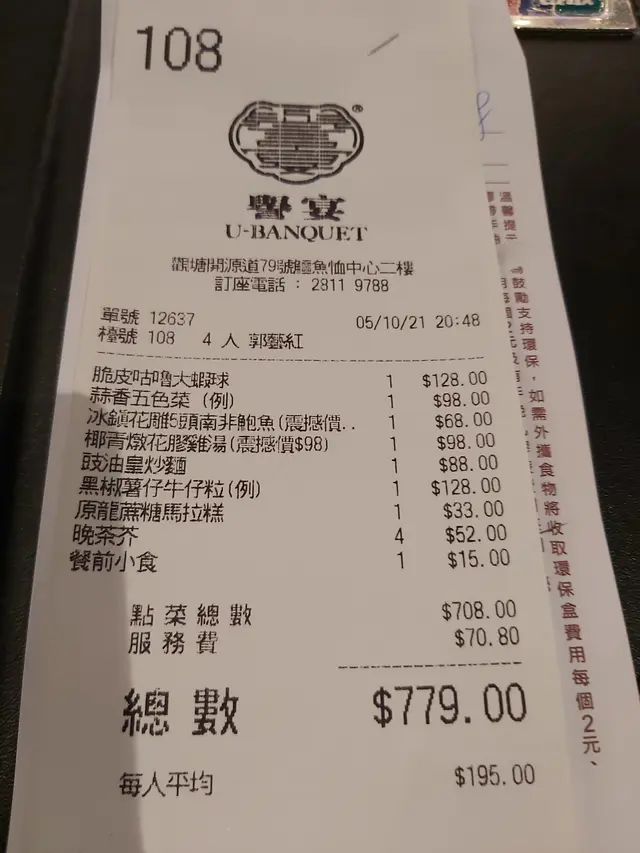 108
®
U-BANQUET
觀塘開源道79號鱷魚恤中心二樓
訂座電話 : 2811 9788
單號 12637
05/10/21 20:48
檯號 108 4 人 郭藝紅
脆皮咕嚕大蝦球 1 $128.00
蒜香五色菜 (例) 1 $98.00
冰鎮花雕5頭南非鮑魚(震撼價.. 1 $68.00
椰青燉花膠雞湯(震撼價$98) 1 $98.00
豉油皇炒麵 1 $88.00
黑椒薯仔牛仔粒(例) 1 $128.00
原龍蔗糖馬拉糕 1 $33.00
晚茶芥 4 $52.00
餐前小食 1 $15.00
點菜總數 $708.00
服務費 $70.80
總數 $779.00
每人平均 $195.00
溫馨提示
鼓勵支持環保，如需外攜食物將收取環保盒費用每個2元、